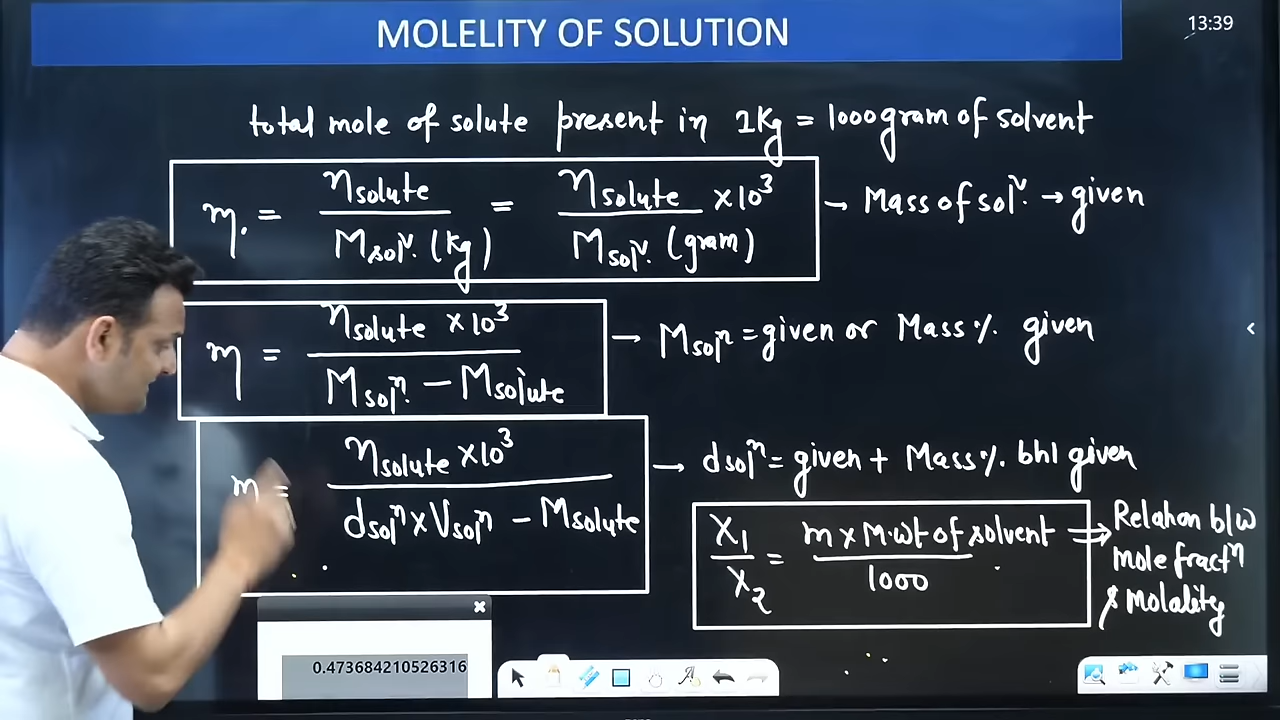 MOLELITY OF SOLUTION
13:39
total mole of solute present in 1Kg = 1000gram of solvent
m. = nsolute / Msolv. (kg) = nsolute / Msolv. (gram) ×10³ → Mass of solv. → given
m = nsolute ×10³ / Msolⁿ. − Msolute → Msolⁿ = given or Mass %. given
m = nsolute ×10³ / dsolⁿ × Vsolⁿ − Msolute → dsolⁿ = given + Mass %. bhi given
X₁ / X₂ = m × M.wt of solvent / 1000 ⇒ Relation b/w
mole fractⁿ
& molality
0.473684210526316